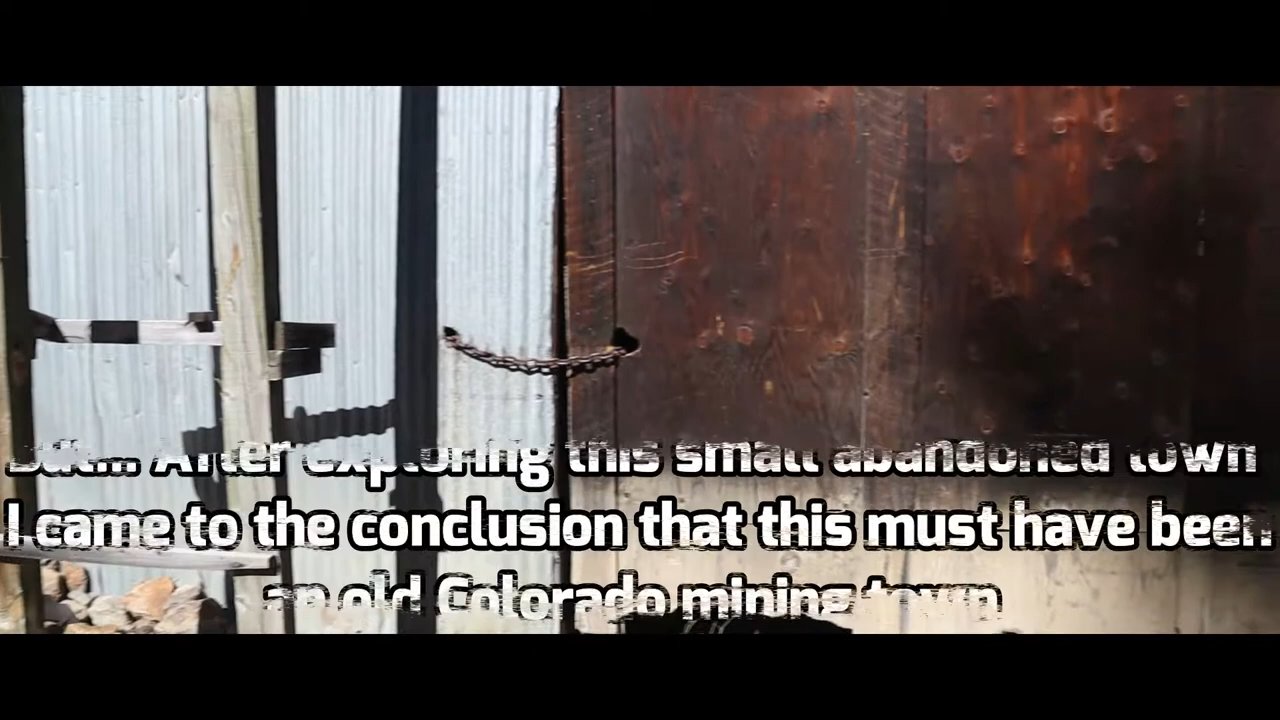 But... After exploring this small abandoned town
I came to the conclusion that this must have been
an old Colorado mining town